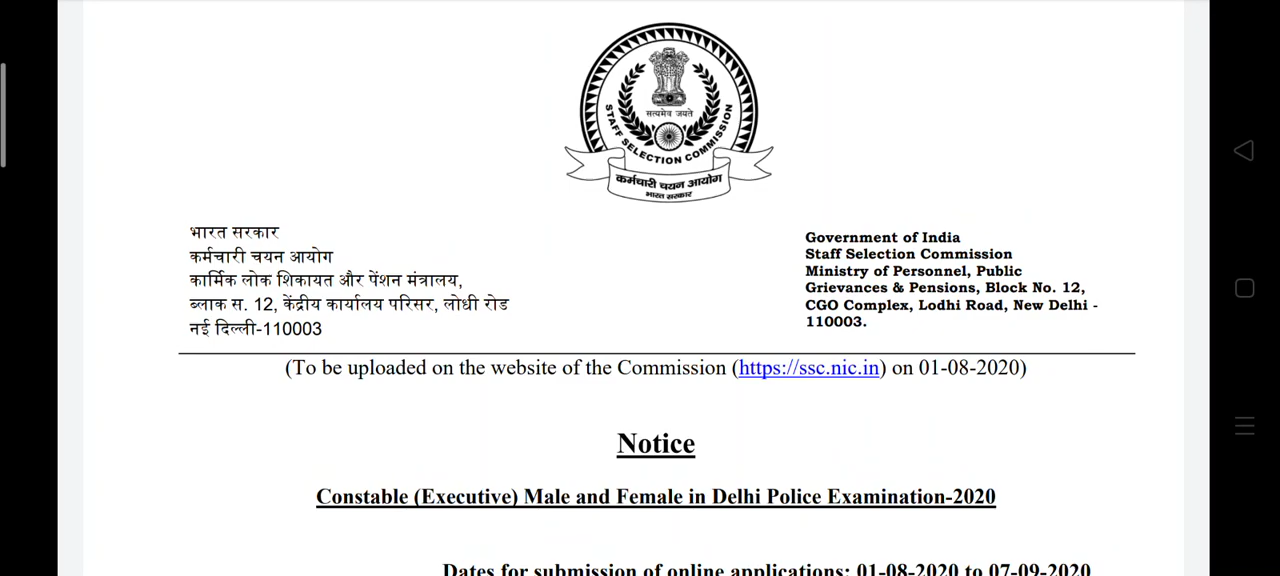 सत्यमेव जयते
STAFF SELECTION COMMISSION
कर्मचारी चयन आयोग
भारत सरकार
भारत सरकार
कर्मचारी चयन आयोग
कार्मिक लोक शिकायत और पेंशन मंत्रालय,
ब्लाक स. 12, केंद्रीय कार्यालय परिसर, लोधी रोड
नई दिल्ली-110003
Government of India
Staff Selection Commission
Ministry of Personnel, Public
Grievances & Pensions, Block No. 12,
CGO Complex, Lodhi Road, New Delhi -
110003.
(To be uploaded on the website of the Commission (https://ssc.nic.in) on 01-08-2020)
Notice
Constable (Executive) Male and Female in Delhi Police Examination-2020
Dates for submission of online applications: 01-08-2020 to 07-09-2020